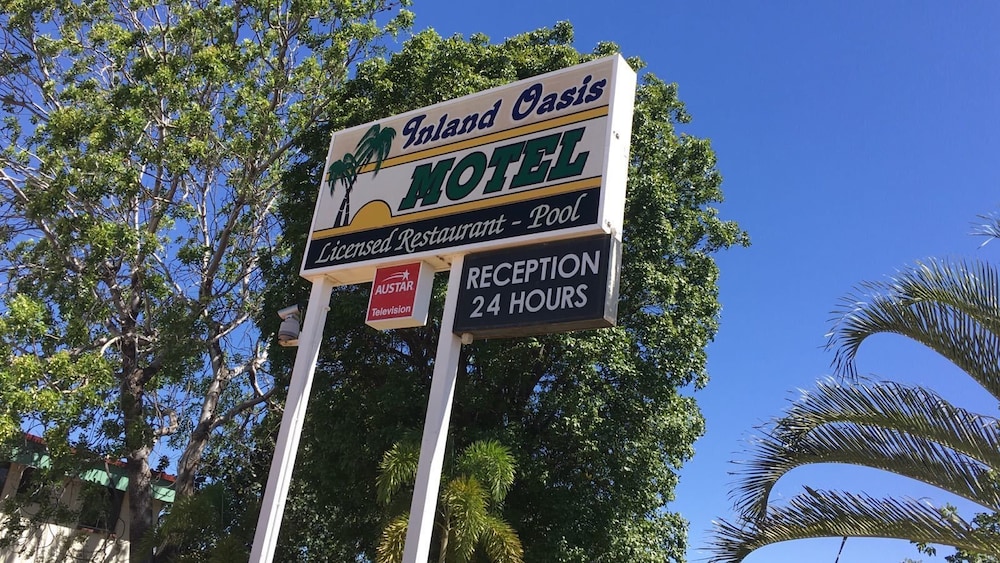 Inland Oasis
MOTEL
Licensed Restaurant - Pool
AUSTAR
Television
RECEPTION
24 HOURS